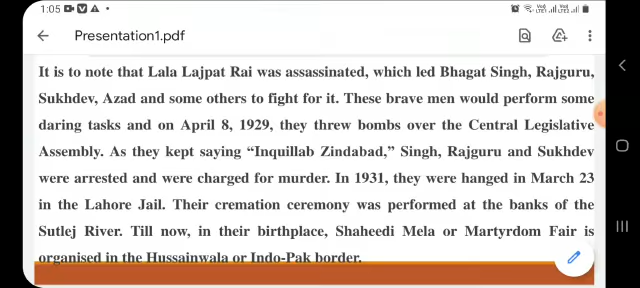 1:05
Presentation1.pdf
It is to note that Lala Lajpat Rai was assassinated, which led Bhagat Singh, Rajguru,
Sukhdev, Azad and some others to fight for it. These brave men would perform some
daring tasks and on April 8, 1929, they threw bombs over the Central Legislative
Assembly. As they kept saying “Inquillab Zindabad,” Singh, Rajguru and Sukhdev
were arrested and were charged for murder. In 1931, they were hanged in March 23
in the Lahore Jail. Their cremation ceremony was performed at the banks of the
Sutlej River. Till now, in their birthplace, Shaheedi Mela or Martyrdom Fair is
organised in the Hussainwala or Indo-Pak border.